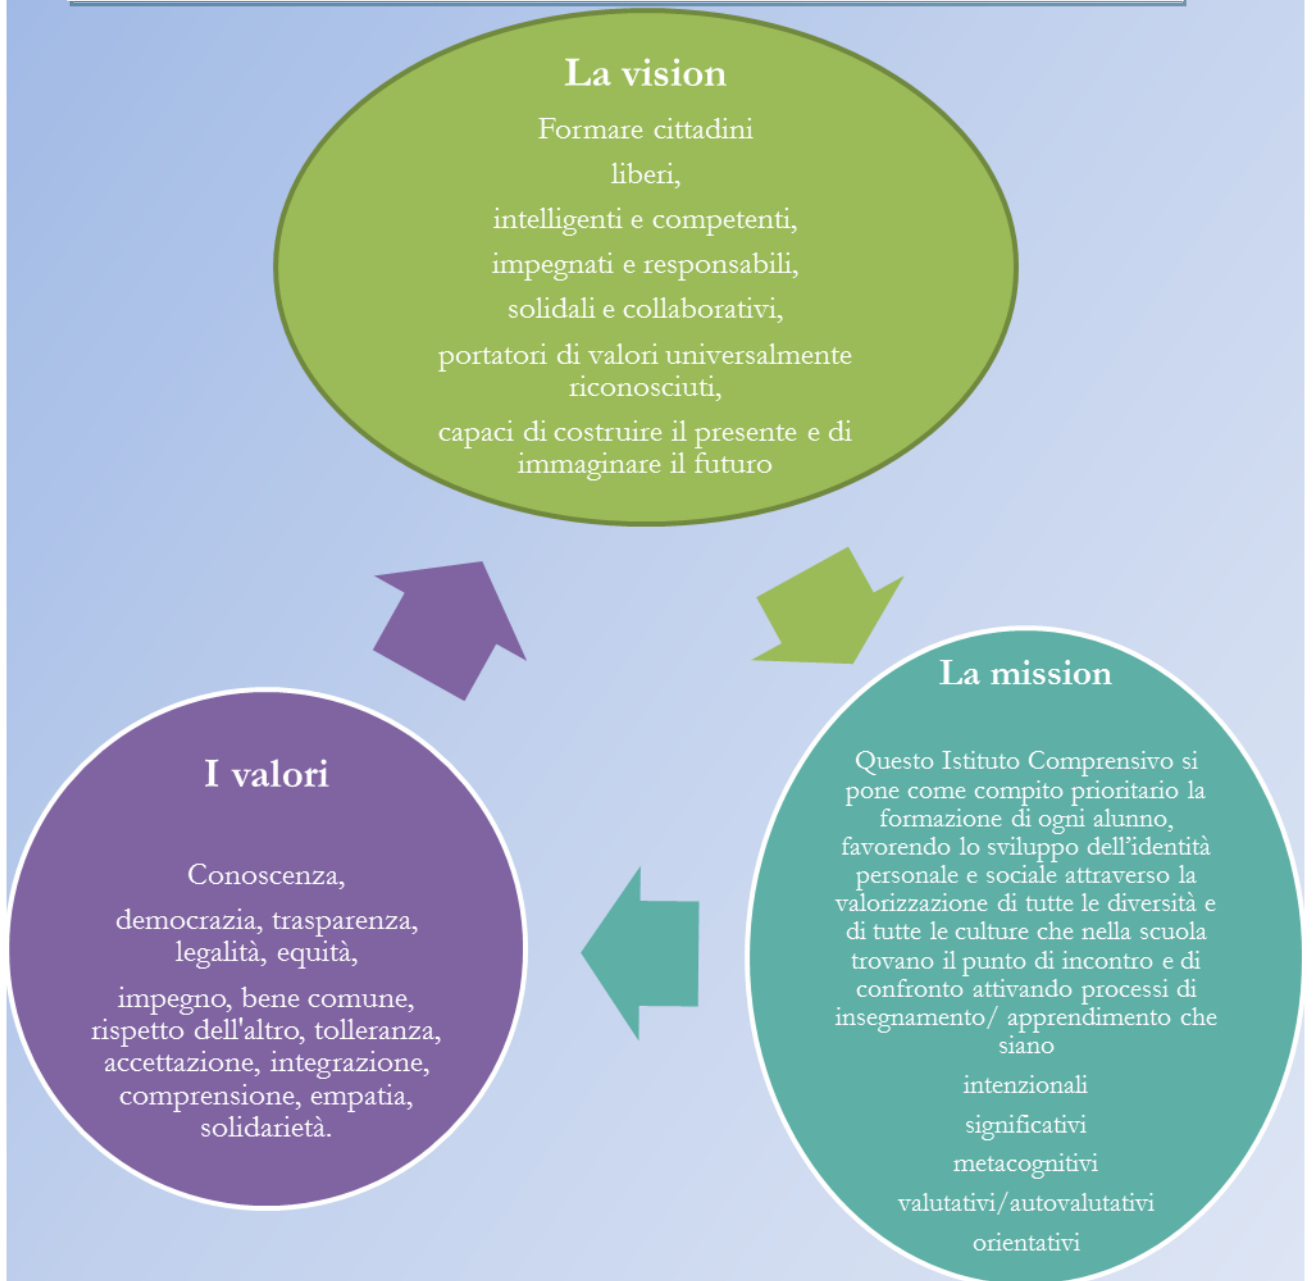 La vision
Formare cittadini
liberi,
intelligenti e competenti,
impegnati e responsabili,
solidali e collaborativi,
portatori di valori universalmente
riconosciuti,
capaci di costruire il presente e di
immaginare il futuro
La mission
Questo Istituto Comprensivo si
pone come compito prioritario la
formazione di ogni alunno,
favorendo lo sviluppo dell’identità
personale e sociale attraverso la
valorizzazione di tutte le diversità e
di tutte le culture che nella scuola
trovano il punto di incontro e di
confronto attivando processi di
insegnamento/ apprendimento che
siano
intenzionali
significativi
metacognitivi
valutativi/autovalutativi
orientativi
I valori
Conoscenza,
democrazia, trasparenza,
legalità, equità,
impegno, bene comune,
rispetto dell'altro, tolleranza,
accettazione, integrazione,
comprensione, empatia,
solidarietà.